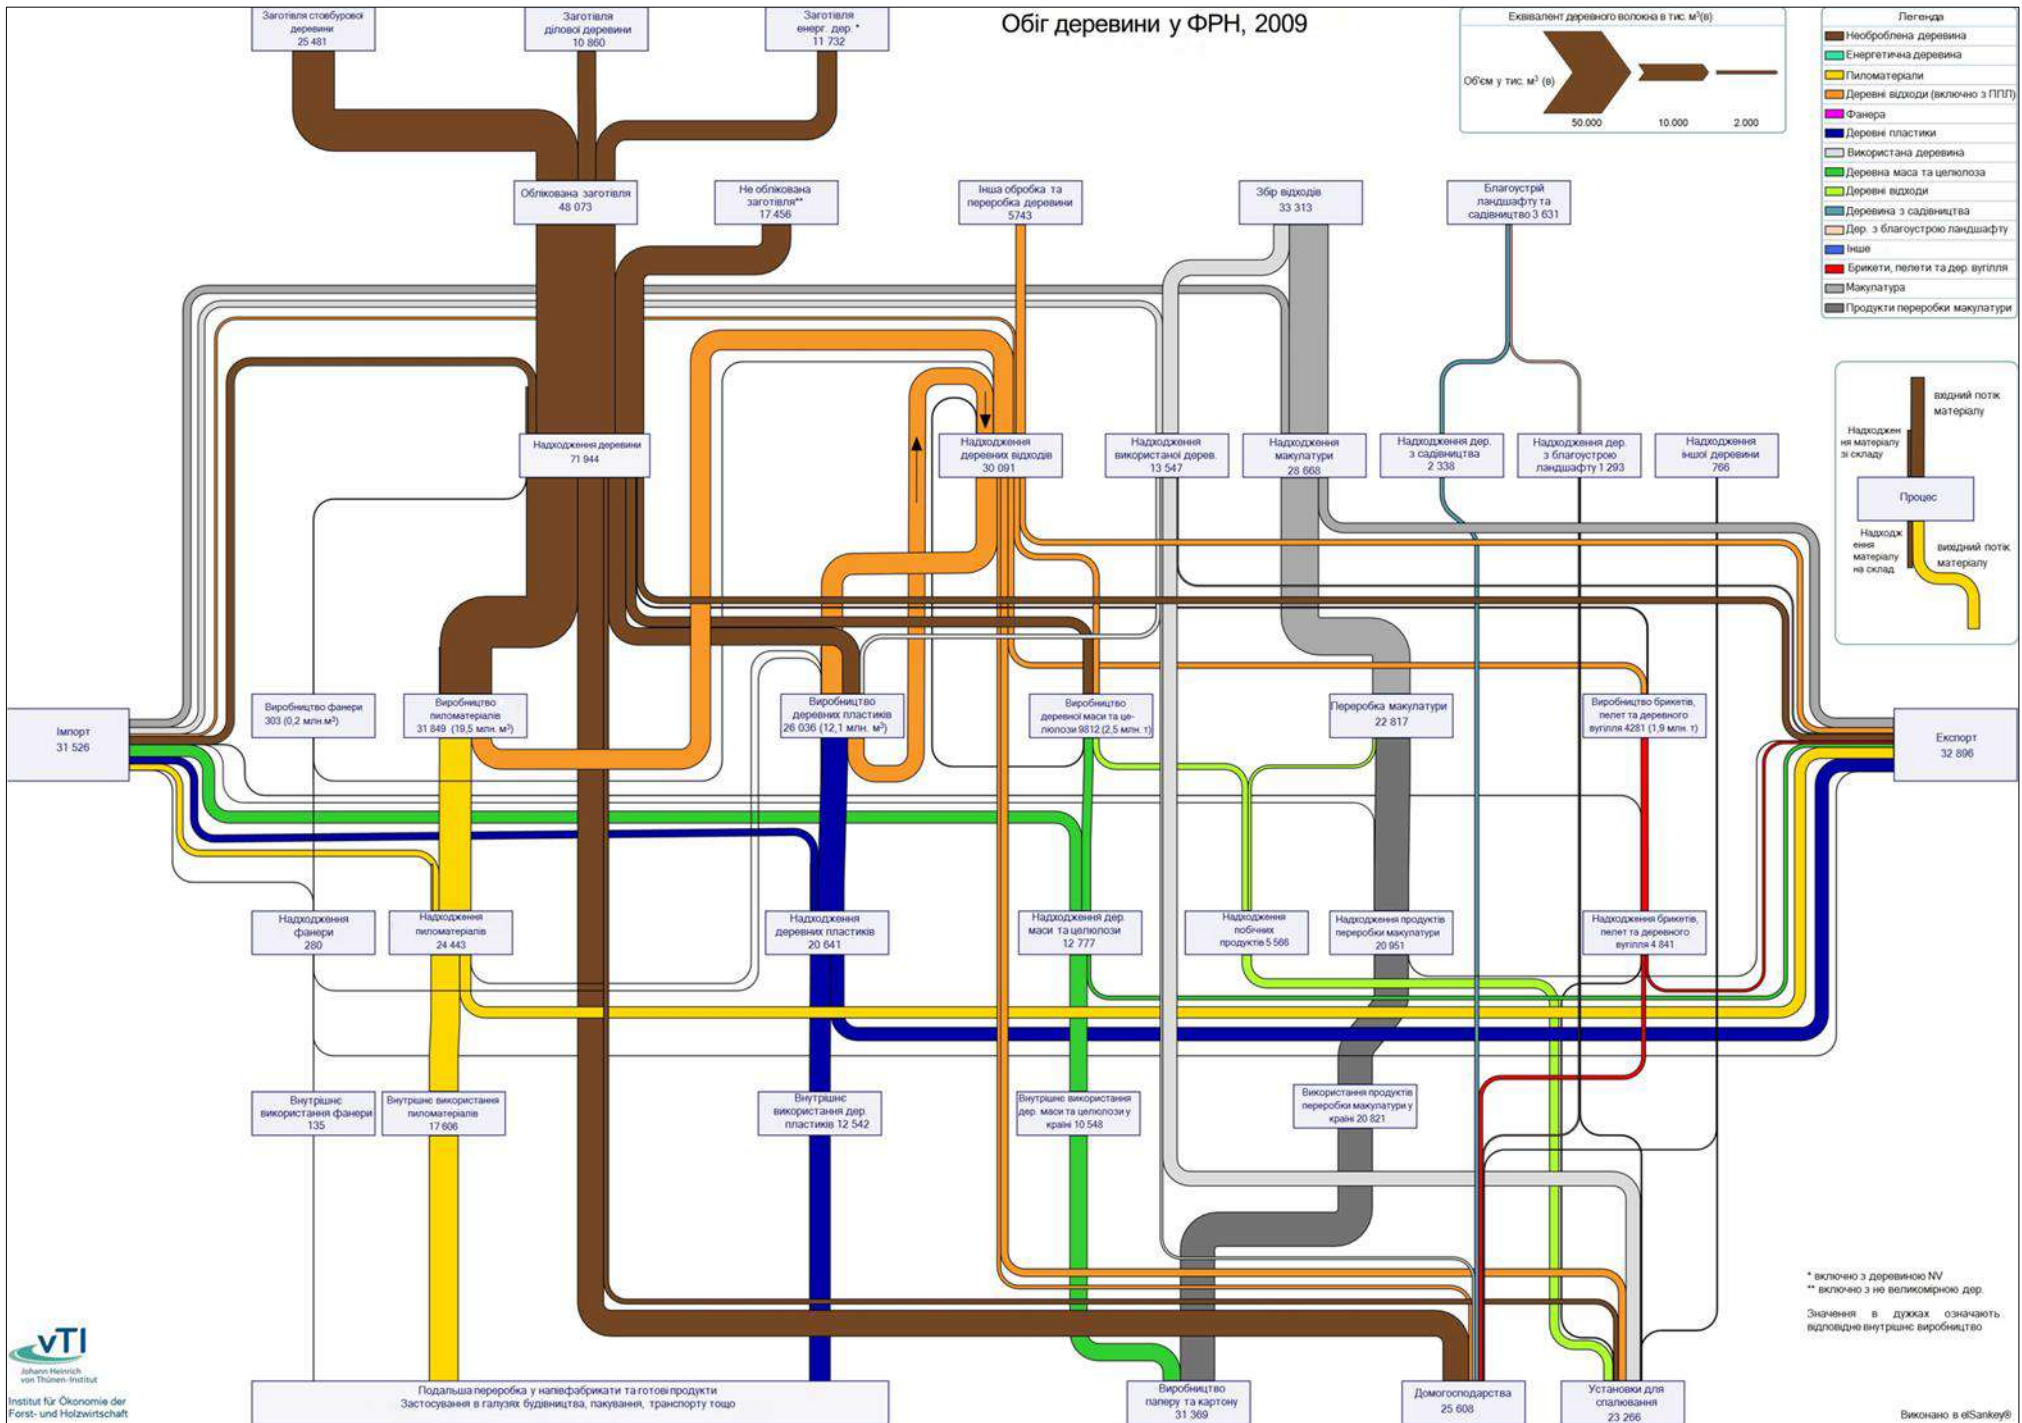 Обіг деревини у ФРН, 2009
Заготівля стовбурової
деревини
25 481
Заготівля
ділової деревини
10 860
Заготівля
енерг. дер. *
11 732
Еквівалент деревного волокна в тис. м³(в)
Об'єм у тис. м³ (в)
50.000
10.000
2.000
Легенда
Необроблена деревина
Енергетична деревина
Пиломатеріали
Деревні відходи (включно з ППЛ)
Фанера
Деревні пластики
Використана деревина
Деревна маса та целюлоза
Деревні відходи
Деревина з садівництва
Дер. з благоустрою ландшафту
Інше
Брикети, пелети та дер. вугілля
Макулатура
Продукти переробки макулатури
Облікована заготівля
48 073
Не облікована
заготівля**
17 456
Інша обробка та
переробка деревини
5743
Збір відходів
33 313
Благоустрій
ландшафту та
садівництво 3 631
вхідний потік
матеріалу
Надходжен
ня матеріалу
зі складу
Процес
Надходж
ення
матеріалу
на склад
вихідний потік
матеріалу
Надходження деревини
71 944
Надходження
деревних відходів
30 091
Надходження
використаної дерев.
13 547
Надходження
макулатури
28 668
Надходження дер.
з садівництва
2 338
Надходження дер.
з благоустрою
ландшафту 1 293
Надходження
іншої деревини
766
Імпорт
31 526
Виробництво фанери
303 (0,2 млн.м³)
Виробництво
пиломатеріалів
31 849 (19,5 млн. м³)
Виробництво
деревних пластиків
26 036 (12,1 млн. м³)
Виробництво
деревної маси та це-
люлози 9812 (2,5 млн. т)
Переробка макулатури
22 817
Виробництво брикетів,
пелет та деревного
вугілля 4281 (1,9 млн. т)
Експорт
32 896
Надходження
фанери
280
Надходження
пиломатеріалів
24 443
Надходження
деревних пластиків
20 641
Надходження дер.
маси та целюлози
12 777
Надходження
побічних
продуктів 5 566
Надходження продуктів
переробки макулатури
20 951
Надходження брикетів,
пелет та деревного
вугілля 4 841
Внутрішнє
використання фанери
135
Внутрішнє використання
пиломатеріалів
17 606
Внутрішнє
використання дер.
пластиків 12 542
Внутрішнє використання
дер. маси та целюлози у
країні 10 548
Використання продуктів
переробки макулатури у
країні 20 821
* включно з деревиною NV
** включно з не великомірною дер.
Значення в дужках означають
відповідне внутрішнє виробництво
vTI
Johann Heinrich
von Thünen-Institut
Institut für Ökonomie der
Forst- und Holzwirtschaft
Подальша переробка у напівфабрикати та готові продукти
Застосування в галузях будівництва, пакування, транспорту тощо
Виробництво
паперу та картону
31 369
Домогосподарства
25 608
Установки для
спалювання
23 266
Виконано в e!Sankey®